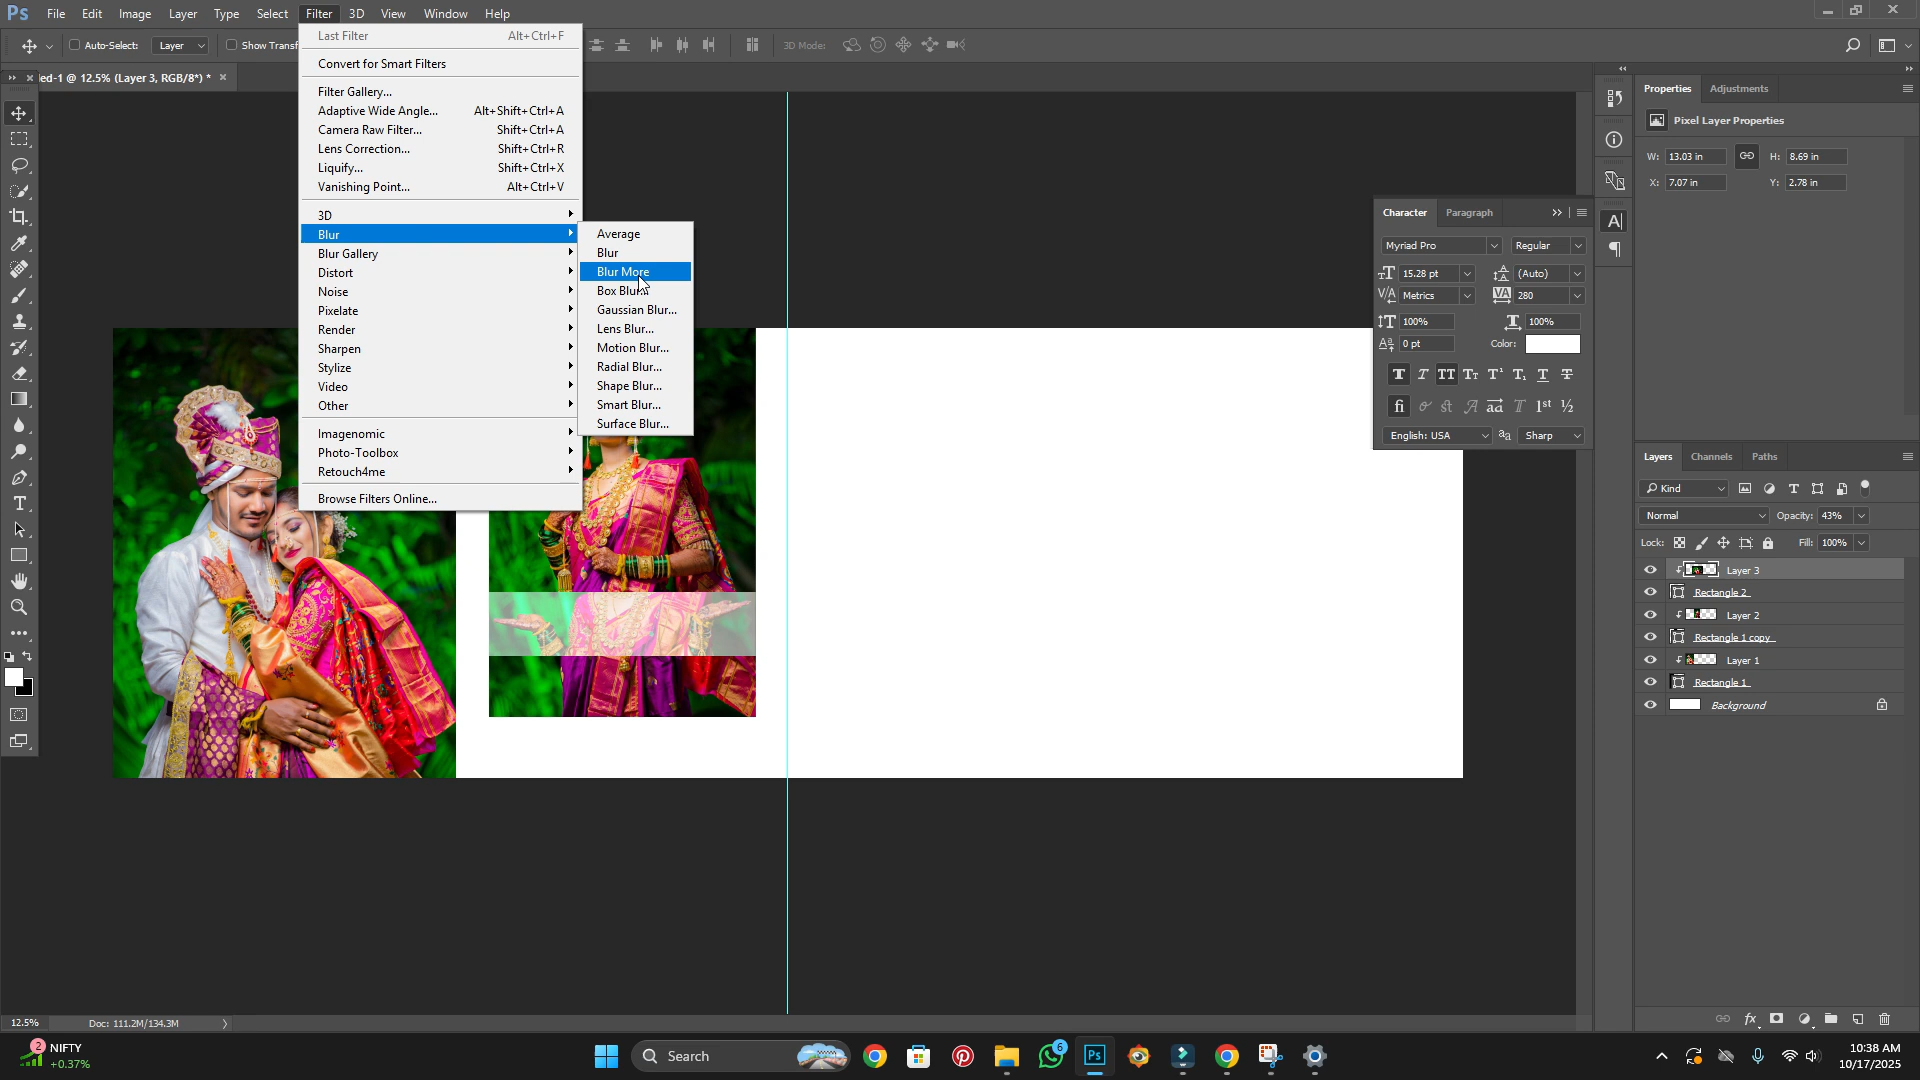 Ps File Edit Image Layer Type Select Filter 3D View Window Help
Auto-Select: Layer Show Transf 3D Mode:
ied-1 @ 12.5% (Layer 3, RGB/8*) *
Last Filter Alt+Ctrl+F
Convert for Smart Filters
Filter Gallery...
Adaptive Wide Angle... Alt+Shift+Ctrl+A
Camera Raw Filter... Shift+Ctrl+A
Lens Correction... Shift+Ctrl+R
Liquify... Shift+Ctrl+X
Vanishing Point... Alt+Ctrl+V
3D
Blur
Blur Gallery
Distort
Noise
Pixelate
Render
Sharpen
Stylize
Video
Other
Imagenomic
Photo-Toolbox
Retouch4me
Browse Filters Online...
Average
Blur
Blur More
Box Blur...
Gaussian Blur...
Lens Blur...
Motion Blur...
Radial Blur...
Shape Blur...
Smart Blur...
Surface Blur...
Properties Adjustments
Pixel Layer Properties
W: 13.03 in H: 8.69 in
X: 7.07 in Y: 2.78 in
Character Paragraph
Myriad Pro Regular
15.28 pt (Auto)
Metrics 280
100% 100%
0 pt Color:
English: USA Sharp
Layers Channels Paths
Kind
Normal Opacity: 43%
Lock: Fill: 100%
Layer 3
Rectangle 2
Layer 2
Rectangle 1 copy
Layer 1
Rectangle 1
Background
12.5% Doc: 111.2M/134.3M
2 NIFTY
+0.37%
Search
6
Ps
10:38 AM
10/17/2025